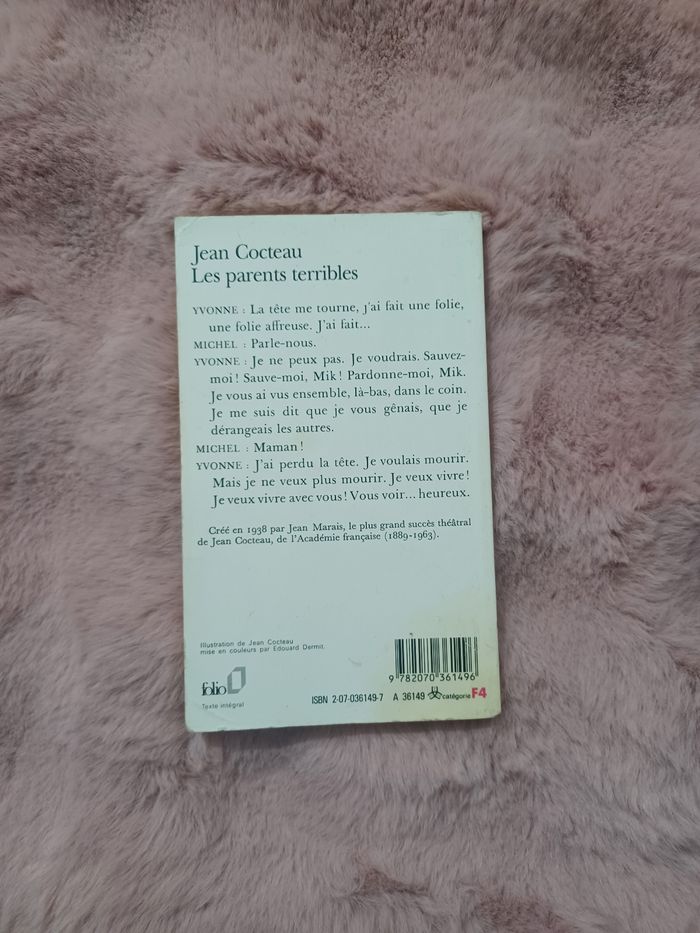 Jean Cocteau
Les parents terribles
YVONNE : La tête me tourne, j'ai fait une folie,
une folie affreuse. J'ai fait...
MICHEL : Parle-nous.
YVONNE : Je ne peux pas. Je voudrais. Sauvez-
moi ! Sauve-moi, Mik ! Pardonne-moi, Mik.
Je vous ai vus ensemble, là-bas, dans le coin.
Je me suis dit que je vous gênais, que je
dérangeais les autres.
MICHEL : Maman !
YVONNE : J'ai perdu la tête. Je voulais mourir.
Mais je ne veux plus mourir. Je veux vivre !
Je veux vivre avec vous ! Vous voir... heureux.
Créé en 1938 par Jean Marais, le plus grand succès théâtral
de Jean Cocteau, de l'Académie française (1889-1963).
Illustration de Jean Cocteau
mise en couleurs par Edouard Dermit.
9 782070 361496
folio
Texte intégral
ISBN 2-07-036149-7 A 36149 catégorie F4